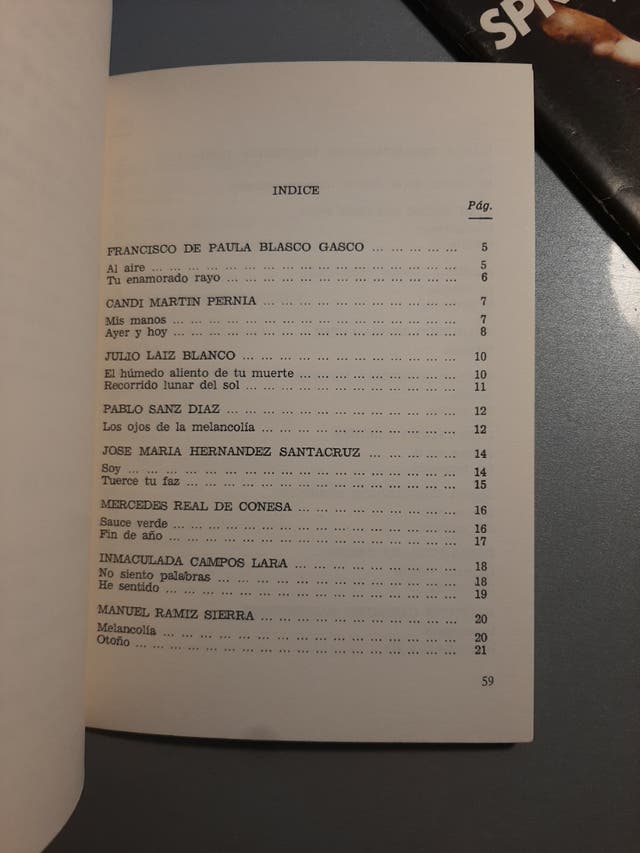 SPR
INDICE
Pág.
FRANCISCO DE PAULA BLASCO GASCO ... ... ... ... ... 5
Al aire ... ... ... ... ... ... ... ... ... ... ... ... ... ... 5
Tu enamorado rayo ... ... ... ... ... ... ... ... ... ... 6
CANDI MARTIN PERNIA ... ... ... ... ... ... ... ... ... 7
Mis manos ... ... ... ... ... ... ... ... ... ... ... ... ... 7
Ayer y hoy ... ... ... ... ... ... ... ... ... ... ... ... ... 8
JULIO LAIZ BLANCO ... ... ... ... ... ... ... ... ... ... 10
El húmedo aliento de tu muerte ... ... ... ... ... ... ... 10
Recorrido lunar del sol ... ... ... ... ... ... ... ... ... ... 11
PABLO SANZ DIAZ ... ... ... ... ... ... ... ... ... ... ... 12
Los ojos de la melancolía ... ... ... ... ... ... ... ... ... 12
JOSE MARIA HERNANDEZ SANTACRUZ ... ... ... ... ... 14
Soy ... ... ... ... ... ... ... ... ... ... ... ... ... ... ... 14
Tuerce tu faz ... ... ... ... ... ... ... ... ... ... ... ... 15
MERCEDES REAL DE CONESA ... ... ... ... ... ... ... ... 16
Sauce verde ... ... ... ... ... ... ... ... ... ... ... ... ... 16
Fin de año ... ... ... ... ... ... ... ... ... ... ... ... ... 17
INMACULADA CAMPOS LARA ... ... ... ... ... ... ... ... 18
No siento palabras ... ... ... ... ... ... ... ... ... ... ... 18
He sentido ... ... ... ... ... ... ... ... ... ... ... ... ... 19
MANUEL RAMIZ SIERRA ... ... ... ... ... ... ... ... ... 20
Melancolía ... ... ... ... ... ... ... ... ... ... ... ... ... 20
Otoño ... ... ... ... ... ... ... ... ... ... ... ... ... ... 21
59